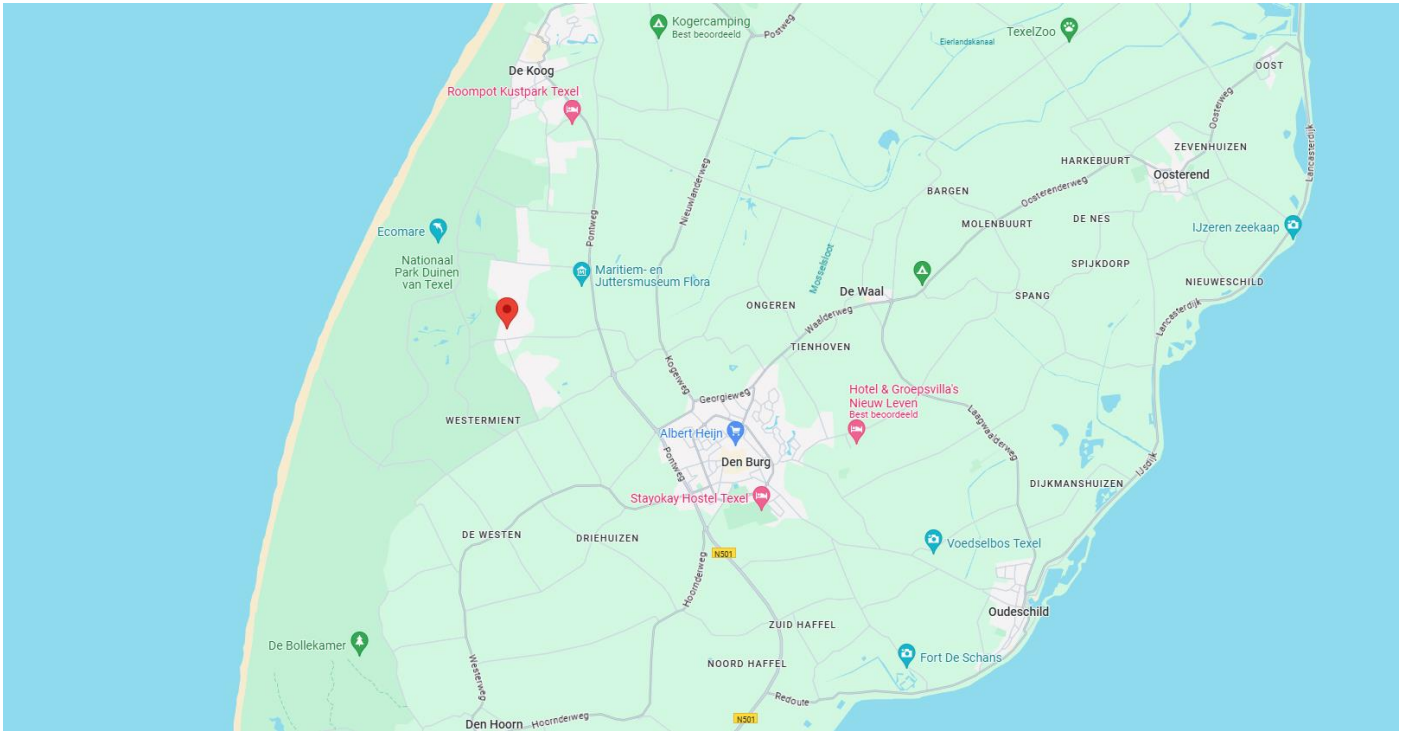 Kogercamping
Best beoordeeld
Postweg
TexelZoo
Eierlandskanaal
De Koog
OOST
Roompot Kustpark Texel
Oosterweg
Lancasterdijk
ZEVENHUIZEN
HARKEBUURT
Oosterend
Nieuwlanderweg
BARGEN
Oosterenderweg
MOLENBUURT
DE NES
Pontweg
IJzeren zeekaap
Ecomare
Nationaal
Park Duinen
van Texel
Maritiem- en
Juttersmuseum Flora
Mosselsloot
SPIJKDORP
NIEUWESCHILD
De Waal
SPANG
ONGEREN
Waalderweg
Lancasterdijk
TIENHOVEN
Kogerweg
Georgieweg
Hotel & Groepsvilla's
Nieuw Leven
Best beoordeeld
WESTERMIENT
Laagwaalderweg
Albert Heijn
Den Burg
Pontweg
IJsdijk
DIJKMANSHUIZEN
Stayokay Hostel Texel
DE WESTEN
DRIEHUIZEN
N501
Voedselbos Texel
Hoornderweg
Oudeschild
ZUID HAFFEL
De Bollekamer
Fort De Schans
NOORD HAFFEL
Westerweg
Redoute
Den Hoorn
Hoornderweg
N501